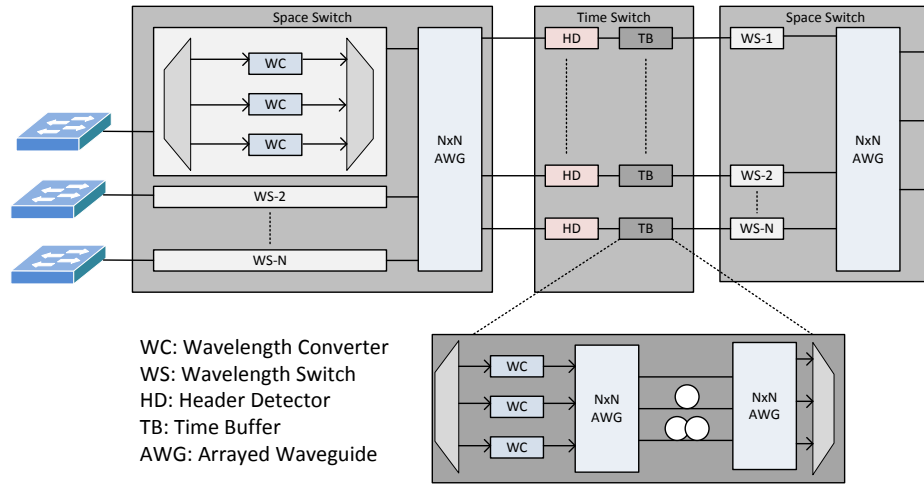 Space Switch
Time Switch
Space Switch
WC
WC
WC
NxN
AWG
WS-2
WS-N
HD
TB
HD
TB
HD
TB
WS-1
WS-2
WS-N
NxN
AWG
WC: Wavelength Converter
WS: Wavelength Switch
HD: Header Detector
TB: Time Buffer
AWG: Arrayed Waveguide
WC
WC
WC
NxN
AWG
NxN
AWG